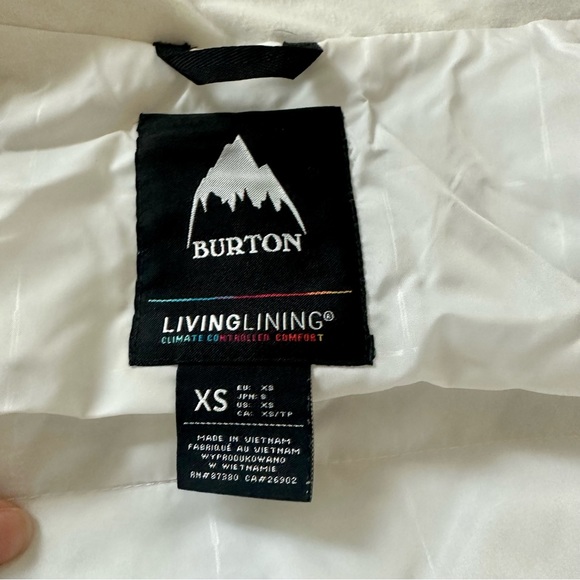 BURTON
LIVINGLINING®
CLIMATE CONTROLLED COMFORT
XS
EU: XS
JPN: S
US: XS
CA: XS/TP
MADE IN VIETNAM
FABRIQUÉ AU VIETNAM
WYPRODUKOWANO
W WIETNAMIE
RN#87380 CA#26902